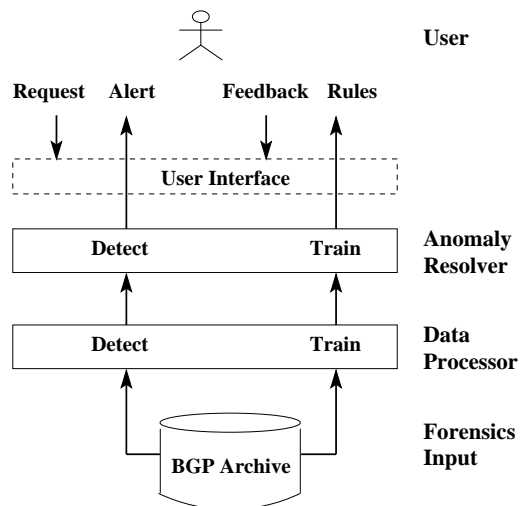 User
Request Alert Feedback Rules
User Interface
Detect Train
Anomaly
Resolver
Detect Train
Data
Processor
BGP Archive
Forensics
Input